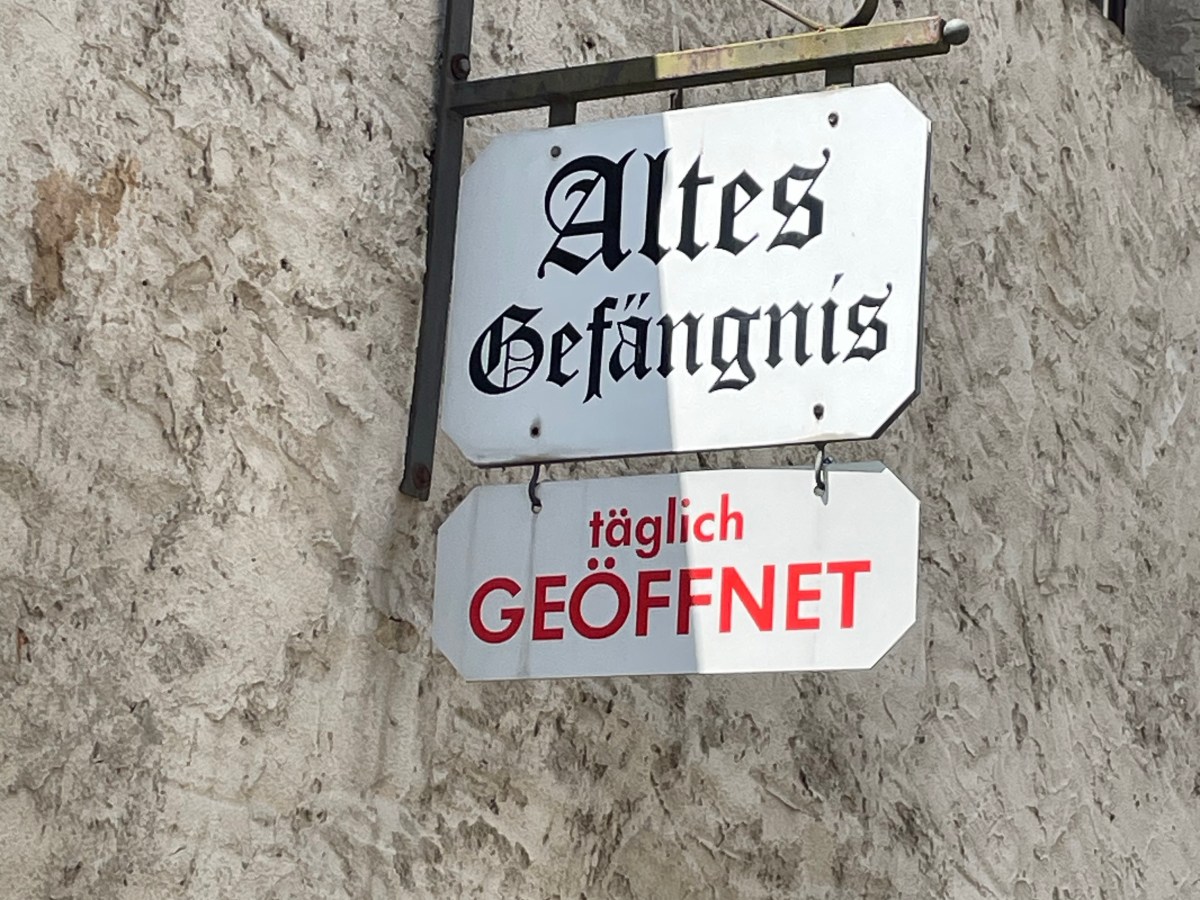 Altes
Gefängnis
täglich
GEÖFFNET